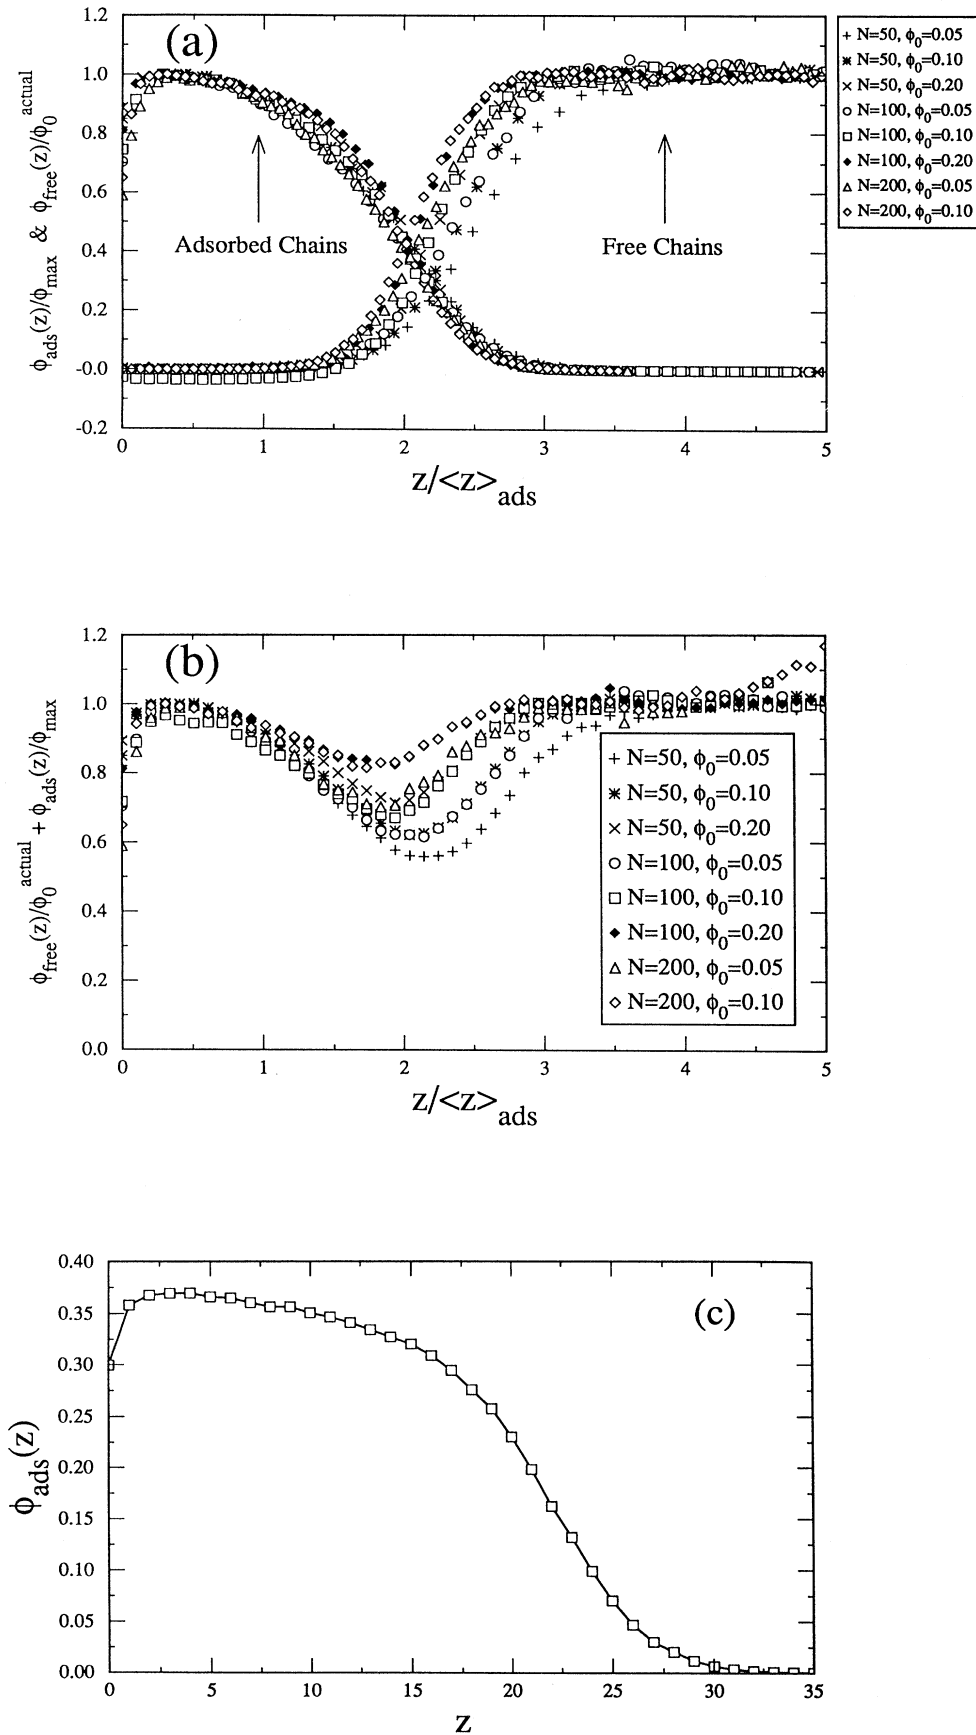 (a)
1.2
1.0
0.8
0.6
0.4
0.2
-0.0
-0.2
ϕads(z)/ϕmax & ϕfree(z)/ϕ0actual
Adsorbed Chains
Free Chains
0 1 2 3 4 5
z/<z>ads
+ N=50, ϕ0=0.05
N=50, ϕ0=0.10
× N=50, ϕ0=0.20
N=100, ϕ0=0.05
N=100, ϕ0=0.10
N=100, ϕ0=0.20
N=200, ϕ0=0.05
N=200, ϕ0=0.10
(b)
1.2
1.0
0.8
0.6
0.4
0.2
0.0
ϕfree(z)/ϕ0actual + ϕads(z)/ϕmax
+ N=50, ϕ0=0.05
N=50, ϕ0=0.10
× N=50, ϕ0=0.20
N=100, ϕ0=0.05
N=100, ϕ0=0.10
N=100, ϕ0=0.20
N=200, ϕ0=0.05
N=200, ϕ0=0.10
0 1 2 3 4 5
z/<z>ads
(c)
0.40
0.35
0.30
0.25
0.20
0.15
0.10
0.05
0.00
ϕads(z)
0 5 10 15 20 25 30 35
z